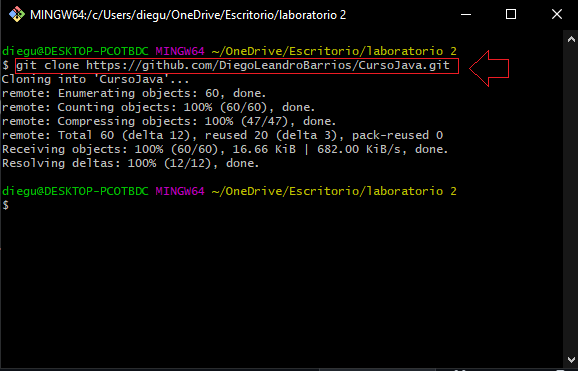 MINGW64:/c/Users/diegu/OneDrive/Escritorio/laboratorio 2
diegu@DESKTOP-PCOTBDC MINGW64 ~/OneDrive/Escritorio/laboratorio 2
$ git clone https://github.com/DiegoLeandroBarrios/CursoJava.git
Cloning into 'CursoJava'...
remote: Enumerating objects: 60, done.
remote: Counting objects: 100% (60/60), done.
remote: Compressing objects: 100% (47/47), done.
remote: Total 60 (delta 12), reused 20 (delta 3), pack-reused 0
Receiving objects: 100% (60/60), 16.66 KiB | 682.00 KiB/s, done.
Resolving deltas: 100% (12/12), done.
diegu@DESKTOP-PCOTBDC MINGW64 ~/OneDrive/Escritorio/laboratorio 2
$